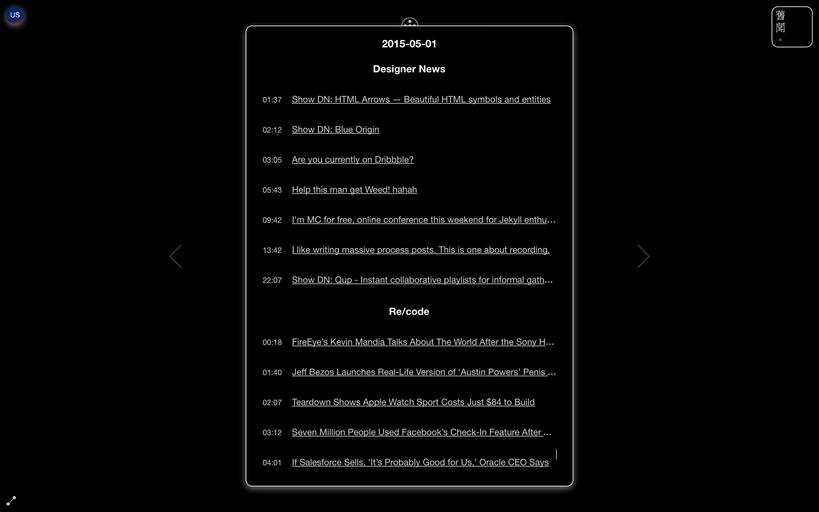 US
舊
聞
2015-05-01
Designer News
01:37 Show DN: HTML Arrows — Beautiful HTML symbols and entities
02:12 Show DN: Blue Origin
03:05 Are you currently on Dribbble?
05:43 Help this man get Weed! hahah
09:42 I'm MC for free, online conference this weekend for Jekyll enthu…
13:42 I like writing massive process posts. This is one about recording.
22:07 Show DN: Qup - Instant collaborative playlists for informal gath…
Re/code
00:18 FireEye's Kevin Mandia Talks About The World After the Sony H…
01:40 Jeff Bezos Launches Real-Life Version of ‘Austin Powers’ Penis …
02:07 Teardown Shows Apple Watch Sport Costs Just $84 to Build
03:12 Seven Million People Used Facebook's Check-In Feature After …
04:01 If Salesforce Sells, ‘It's Probably Good for Us,’ Oracle CEO Says